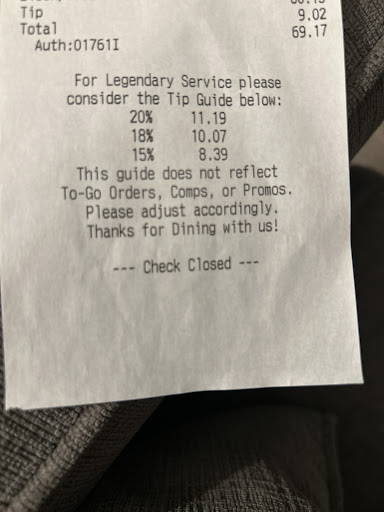 Tip 9.02
Total 69.17
Auth:01761I
For Legendary Service please
consider the Tip Guide below:
20% 11.19
18% 10.07
15% 8.39
This guide does not reflect
To-Go Orders, Comps, or Promos.
Please adjust accordingly.
Thanks for Dining with us!
--- Check Closed ---